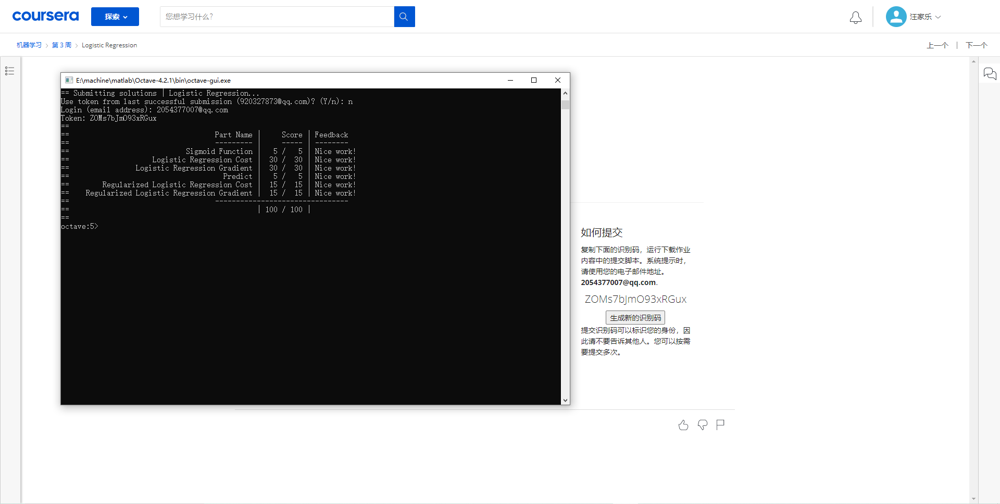 coursera
探索
您想学习什么?
汪家乐
机器学习 > 第 3 周 > Logistic Regression
上一个 | 下一个
E:\machine\matlab\Octave-4.2.1\bin\octave-gui.exe
== Submitting solutions | Logistic Regression...
Use token from last successful submission (920327873@qq.com)? (Y/n): n
Login (email address): 2054377007@qq.com
Token: ZOMs7bJmO93xRGux
==
== Part Name | Score | Feedback
== --------- | ----- | --------
== Sigmoid Function | 5 / 5 | Nice work!
== Logistic Regression Cost | 30 / 30 | Nice work!
== Logistic Regression Gradient | 30 / 30 | Nice work!
== Predict | 5 / 5 | Nice work!
== Regularized Logistic Regression Cost | 15 / 15 | Nice work!
== Regularized Logistic Regression Gradient | 15 / 15 | Nice work!
== --------------------------------
== | 100 / 100 |
==
octave:5>
如何提交
复制下面的识别码，运行下载作业
内容中的提交脚本。系统提示时，
请使用您的电子邮件地址。
2054377007@qq.com.
ZOMs7bJmO93xRGux
生成新的识别码
提交识别码可以标识您的身份，因
此请不要告诉其他人。您可以按需
要提交多次。